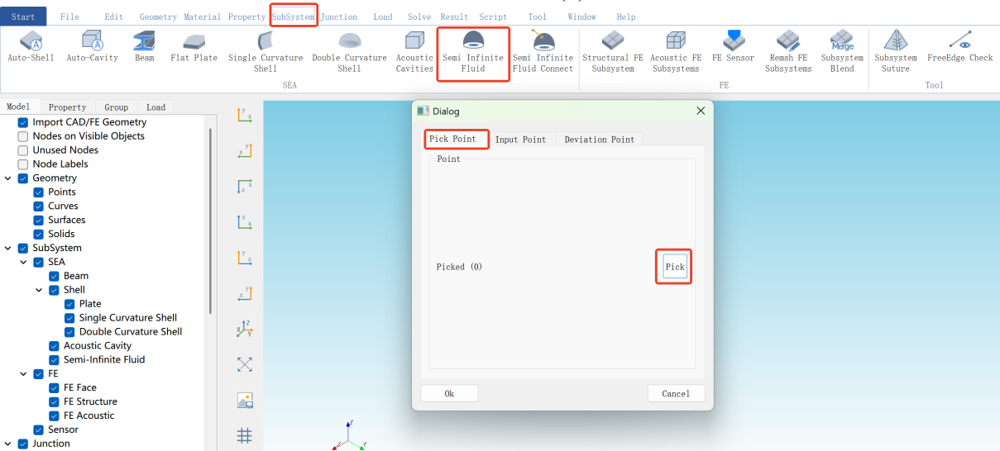 Start File Edit Geometry Material Property SubSystem Junction Load Solve Result Script Tool Window Help
Auto-Shell Auto-Cavity Beam Flat Plate Single Curvature Shell Double Curvature Shell Acoustic Cavities Semi Infinite Fluid Semi Infinite Fluid Connect Structural FE Subsystem Acoustic FE Subsystems FE Sensor Remsh FE Subsystems Merge Subsystem Blend Subsystem Suture FreeEdge Check
SEA FE Tool
Model Property Group Load
Import CAD/FE Geometry
Nodes on Visible Objects
Unused Nodes
Node Labels
Geometry
Points
Curves
Surfaces
Solids
SubSystem
SEA
Beam
Shell
Plate
Single Curvature Shell
Double Curvature Shell
Acoustic Cavity
Semi-Infinite Fluid
FE
FE Face
FE Structure
FE Acoustic
Sensor
Junction
Dialog
Pick Point Input Point Deviation Point
Point
Picked (0) Pick
Ok Cancel